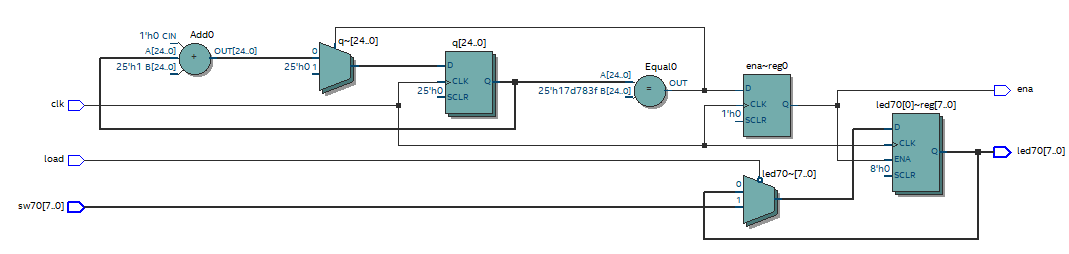 1'h0 CIN
Add0
A[24..0]
OUT[24..0]
+
25'h1 B[24..0]
q~[24..0]
0
25'h0 1
q[24..0]
D
CLK
Q
25'h0
SCLR
Equal0
A[24..0]
OUT
=
25'h17d783f B[24..0]
ena~reg0
D
CLK
Q
1'h0
SCLR
ena
clk
led70[0]~reg[7..0]
D
CLK
Q
ENA
8'h0
SCLR
led70[7..0]
load
led70~[7..0]
0
1
sw70[7..0]